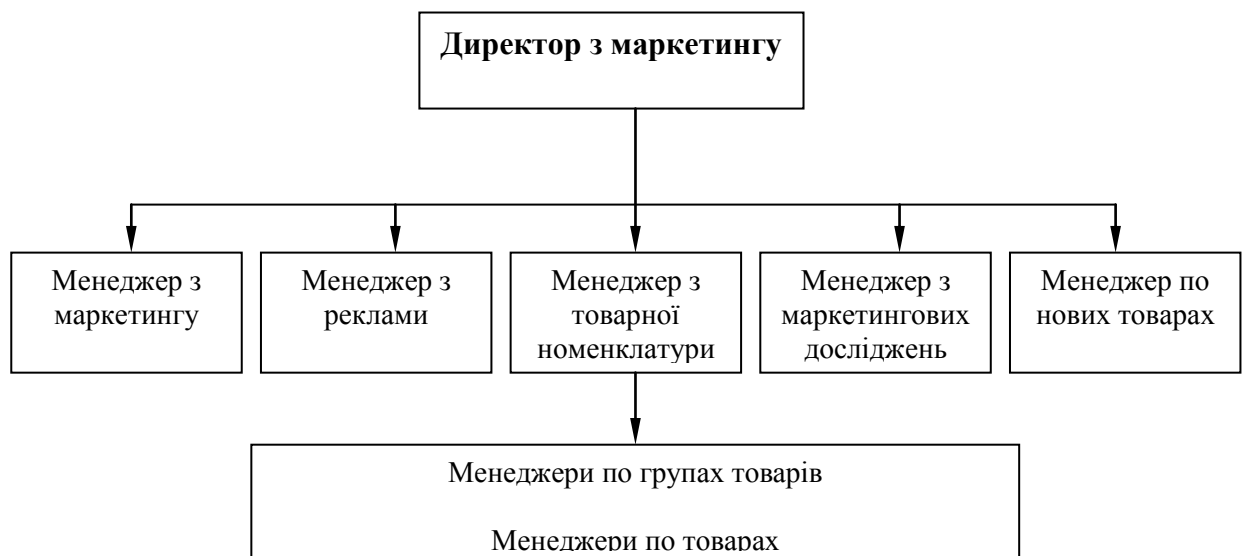 Директор з маркетингу
Менеджер з
маркетингу
Менеджер з
реклами
Менеджер з
товарної
номенклатури
Менеджер з
маркетингових
досліджень
Менеджер по
нових товарах
Менеджери по групах товарів
Менеджери по товарах